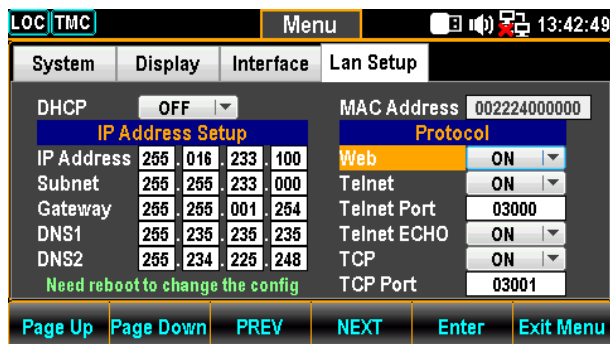 LOC TMC Menu 13:42:49
System Display Interface Lan Setup
DHCP OFF MAC Address 002224000000
IP Address Setup Protocol
IP Address 255 . 016 . 233 . 100 Web ON
Subnet 255 . 255 . 233 . 000 Telnet ON
Gateway 255 . 255 . 001 . 254 Telnet Port 03000
DNS1 255 . 235 . 235 . 235 Telnet ECHO ON
DNS2 255 . 234 . 225 . 248 TCP ON
Need reboot to change the config TCP Port 03001
Page Up Page Down PREV NEXT Enter Exit Menu